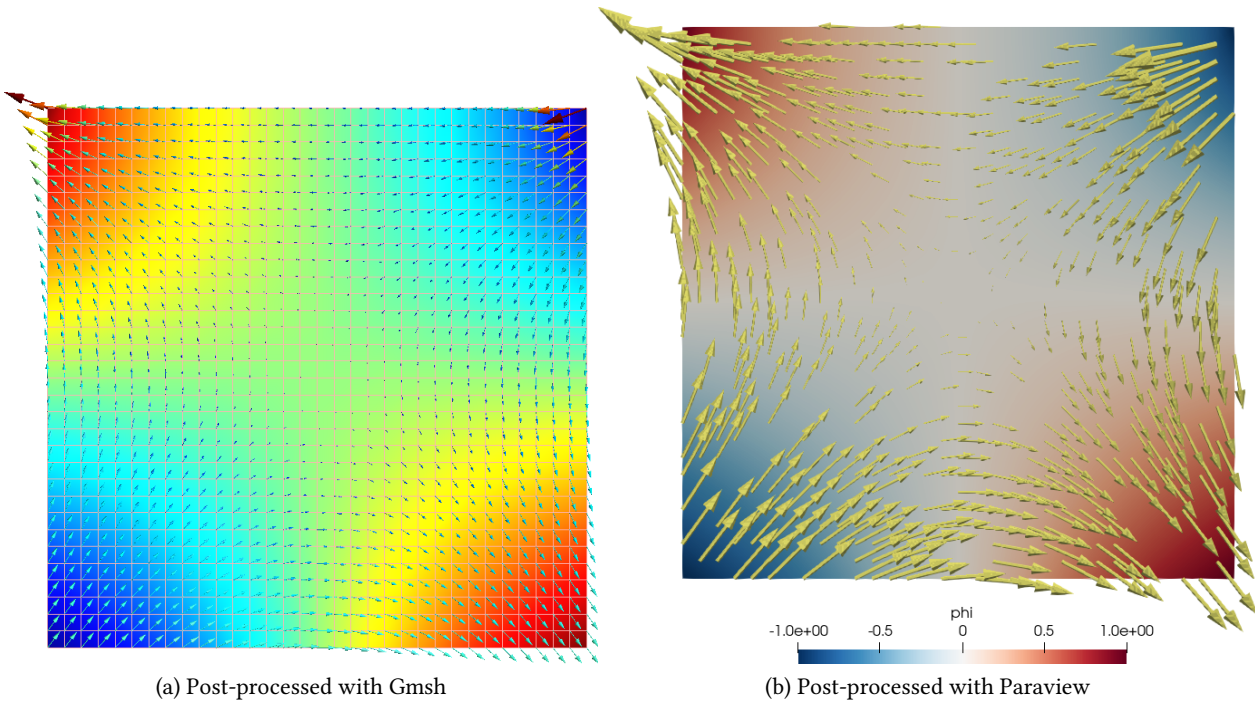 phi
-1.0e+00 -0.5 0 0.5 1.0e+00
(a) Post-processed with Gmsh
(b) Post-processed with Paraview